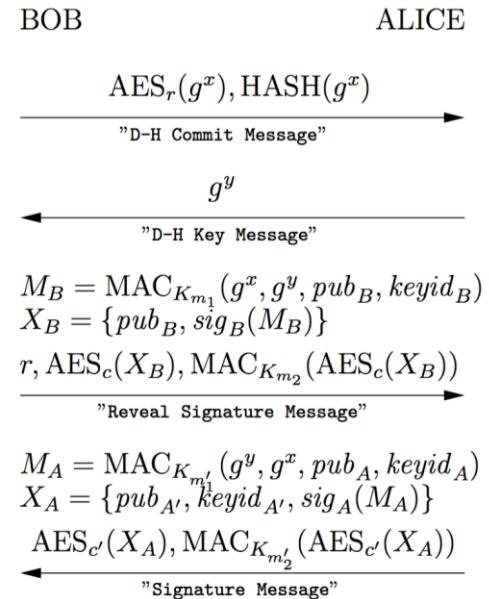 BOB ALICE
AES_r(g^x), HASH(g^x)
"D-H Commit Message"
g^y
"D-H Key Message"
M_B = MAC_{K_{m_1}}(g^x, g^y, pub_B, keyid_B)
X_B = {pub_B, sig_B(M_B)}
r, AES_c(X_B), MAC_{K_{m_2}}(AES_c(X_B))
"Reveal Signature Message"
M_A = MAC_{K_{m_1'}}(g^y, g^x, pub_A, keyid_A)
X_A = {pub_{A'}, keyid_{A'}, sig_A(M_A)}
AES_{c'}(X_A), MAC_{K_{m_2'}}(AES_{c'}(X_A))
"Signature Message"